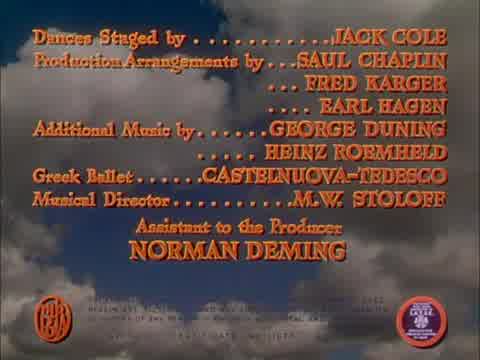 Dances Staged by . . . . . . . . . . . JACK COLE
Production Arrangements by . . . SAUL CHAPLIN
. . . FRED KARGER
. . . . EARL HAGEN
Additional Music by . . . . . . GEORGE DUNING
. . . . . HEINZ ROEMHELD
Greek Ballet . . . . . . CASTELNUOVA-TEDESCO
Musical Director . . . . . . . . . . M. W. STOLOFF
Assistant to the Producer
NORMAN DEMING